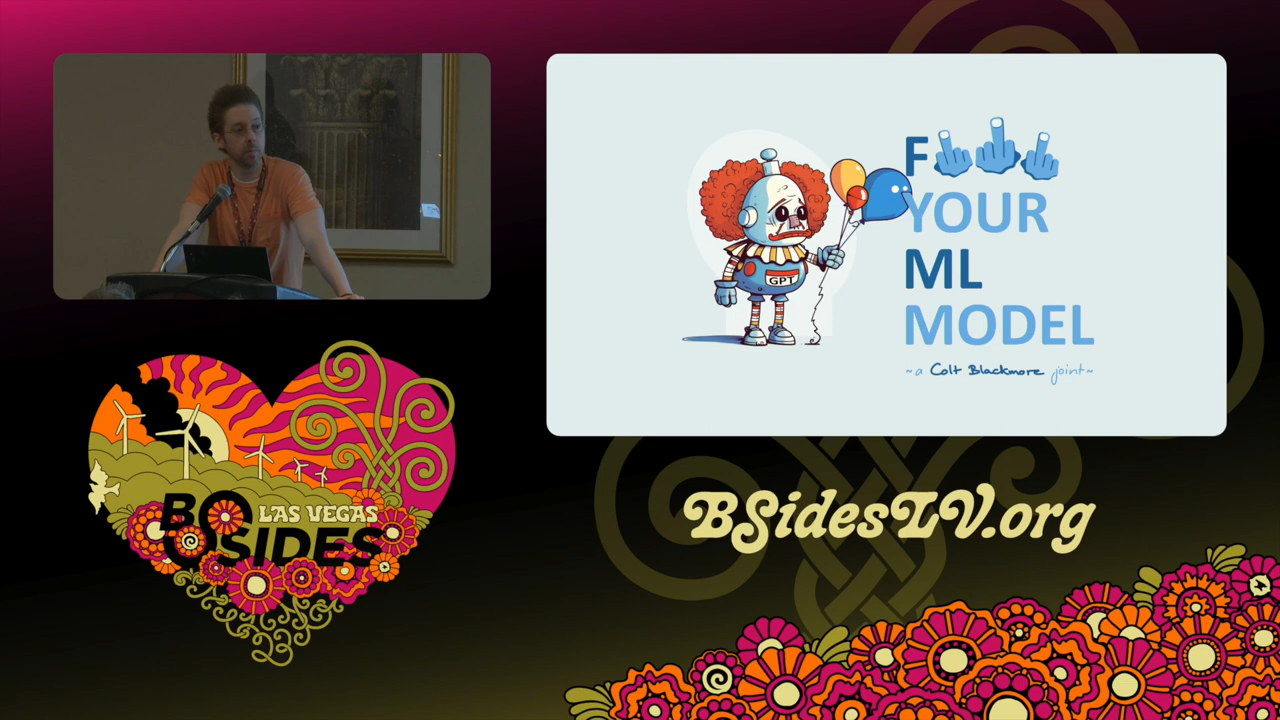 F
YOUR
ML
MODEL
~a Colt Blackmore joint~
GPT
LAS VEGAS
BSIDES
BSidesLV.org